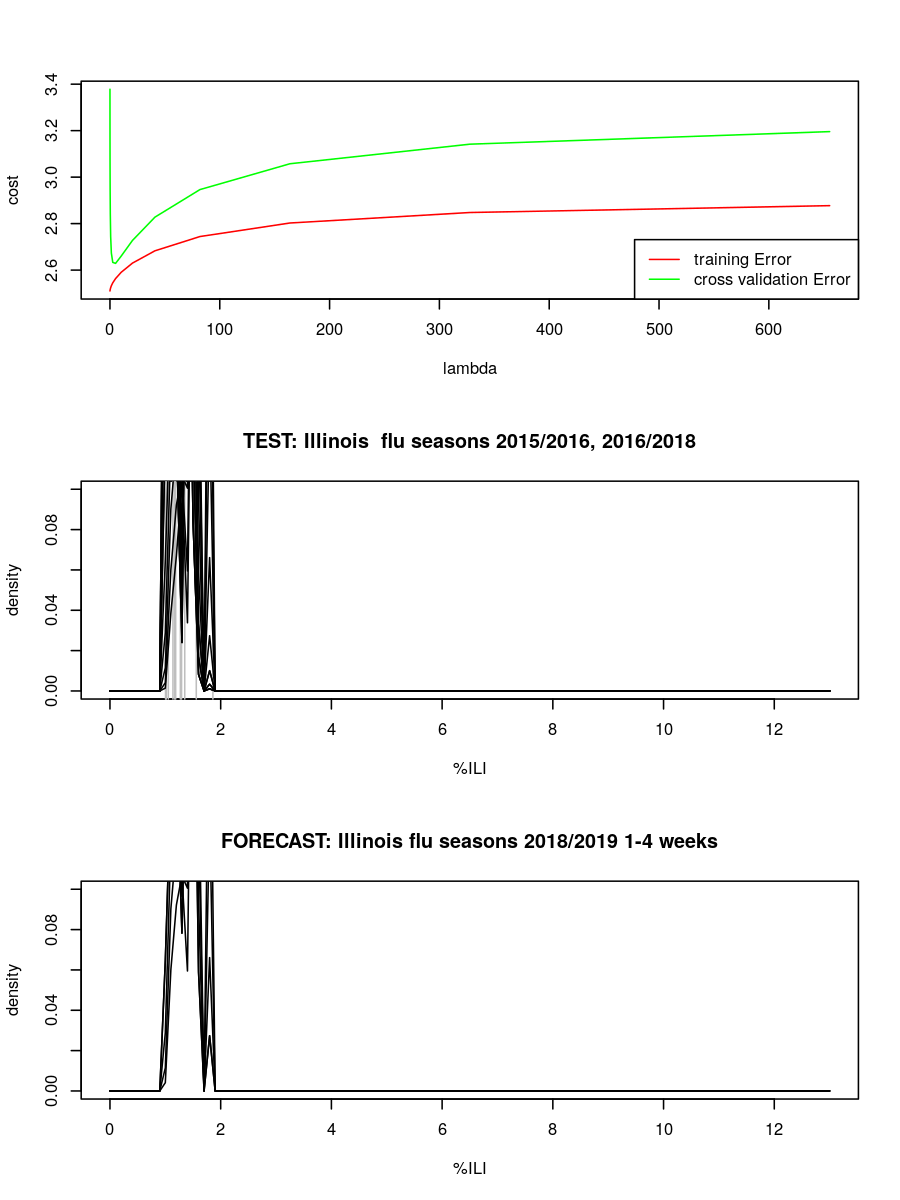 3.4
3.2
3.0
2.8
2.6
cost
training Error
cross validation Error
0 100 200 300 400 500 600
lambda
TEST: Illinois  flu seasons 2015/2016, 2016/2018
0.08
0.04
0.00
density
0 2 4 6 8 10 12
%ILI
FORECAST: Illinois flu seasons 2018/2019 1-4 weeks
0.08
0.04
0.00
density
0 2 4 6 8 10 12
%ILI